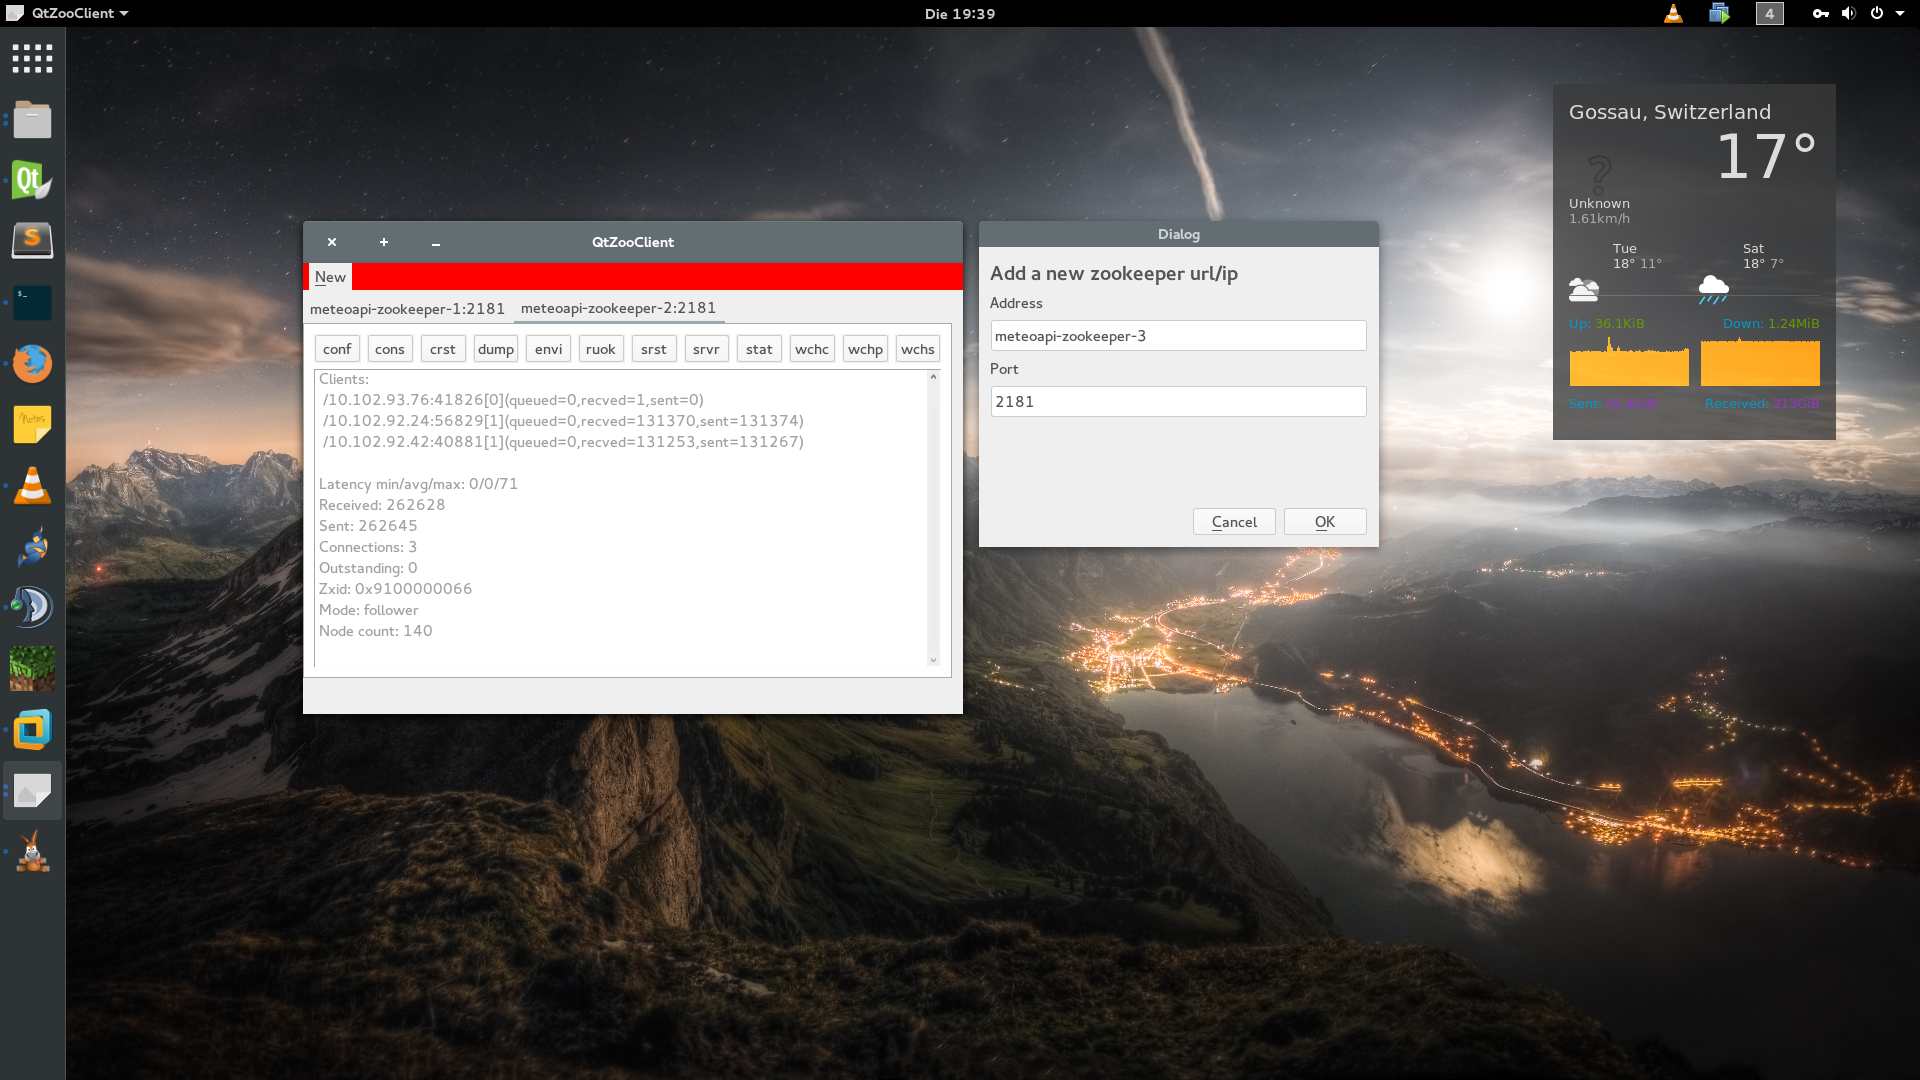 QtZooClient
Die 19:39
4
QtZooClient
New
meteoapi-zookeeper-1:2181 meteoapi-zookeeper-2:2181
conf cons crst dump envi ruok srst srvr stat wchc wchp wchs
Clients:
/10.102.93.76:41826[0](queued=0,recved=1,sent=0)
/10.102.92.24:56829[1](queued=0,recved=131370,sent=131374)
/10.102.92.42:40881[1](queued=0,recved=131253,sent=131267)
Latency min/avg/max: 0/0/71
Received: 262628
Sent: 262645
Connections: 3
Outstanding: 0
Zxid: 0x9100000066
Mode: follower
Node count: 140
Dialog
Add a new zookeeper url/ip
Address
meteoapi-zookeeper-3
Port
2181
Cancel OK
Gossau, Switzerland
17°
?
Unknown
1.61km/h
Tue Sat
18° 11° 18° 7°
Up: 36.1KiB Down: 1.24MiB
Sent: Received: 213GiB
Qt
S
$_
Notes